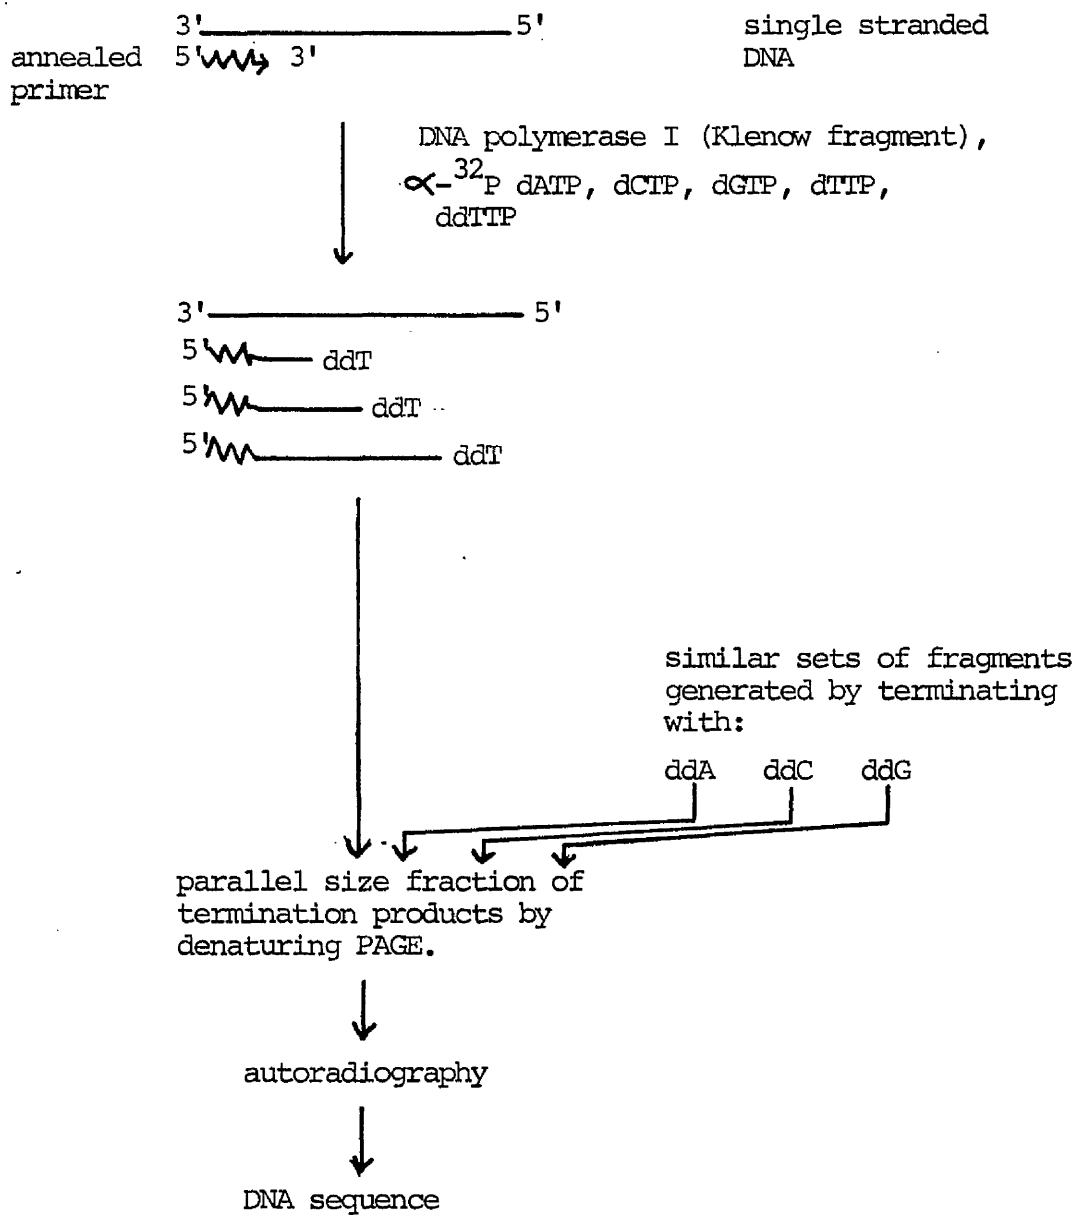 3' 5' single stranded
annealed 5' 3' DNA
primer
DNA polymerase I (Klenow fragment),
α-³²P dATP, dCTP, dGTP, dTTP,
ddTTP
3' 5'
5' ddT
5' ddT
5' ddT
similar sets of fragments
generated by terminating
with:
ddA ddC ddG
parallel size fraction of
termination products by
denaturing PAGE.
autoradiography
DNA sequence